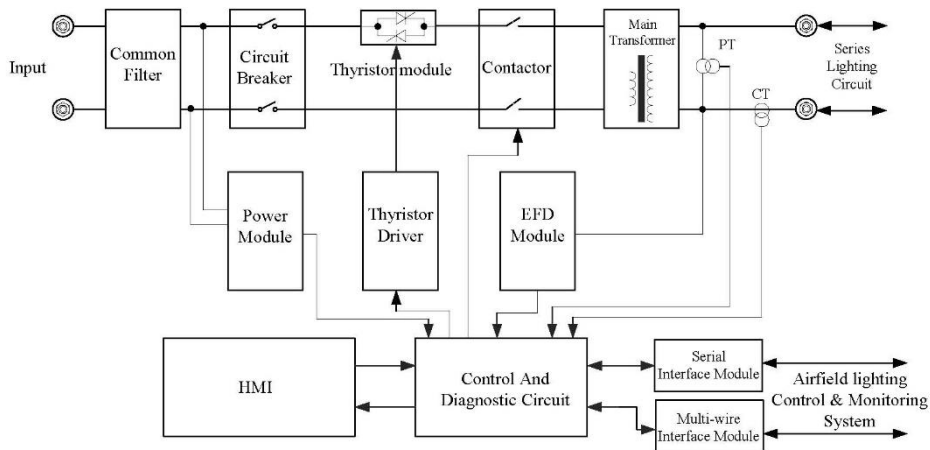 Input
Common
Filter
Circuit
Breaker
Thyristor module
Contactor
Main
Transformer
PT
CT
Series
Lighting
Circuit
Power
Module
Thyristor
Driver
EFD
Module
HMI
Control And
Diagnostic Circuit
Serial
Interface Module
Multi-wire
Interface Module
Airfield lighting
Control & Monitoring
System